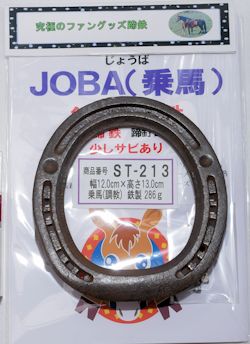 究極のファングッズ蹄鉄
じょうば
JOBA(乗馬)
蹄鉄
少しサビあり
商品番号 ST-213
幅12.0cm×高さ13.0cm
乗馬(調教) 鉄製 286g